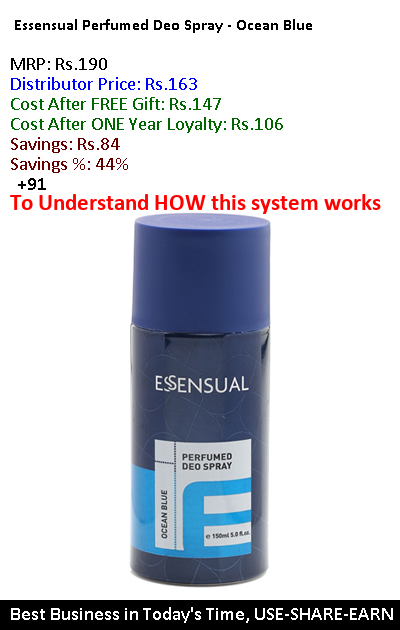 Essensual Perfumed Deo Spray - Ocean Blue
MRP: Rs.190
Distributor Price: Rs.163
Cost After FREE Gift: Rs.147
Cost After ONE Year Loyalty: Rs.106
Savings: Rs.84
Savings %: 44%
+91
To Understand HOW this system works
ESSENSUAL
PERFUMED
DEO SPRAY
OCEAN BLUE
e 150ml 5.0 fl.oz.
Best Business in Today's Time, USE-SHARE-EARN